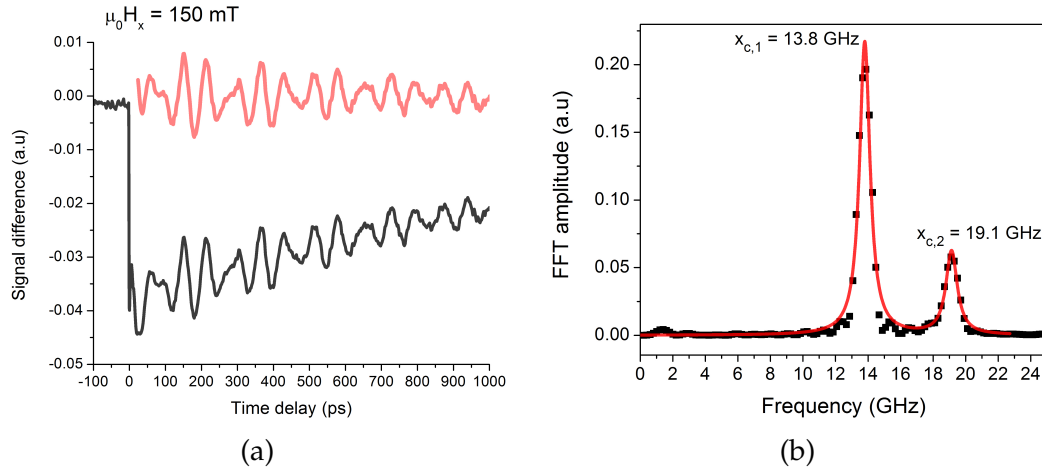 μ₀Hₓ = 150 mT
0.01
0.00
-0.01
-0.02
-0.03
-0.04
-0.05
Signal difference (a.u)
-100 0 100 200 300 400 500 600 700 800 900 1000
Time delay (ps)
(a)
x_c,1 = 13.8 GHz
x_c,2 = 19.1 GHz
0.20
0.15
0.10
0.05
0.00
FFT amplitude (a.u)
0 2 4 6 8 10 12 14 16 18 20 22 24
Frequency (GHz)
(b)